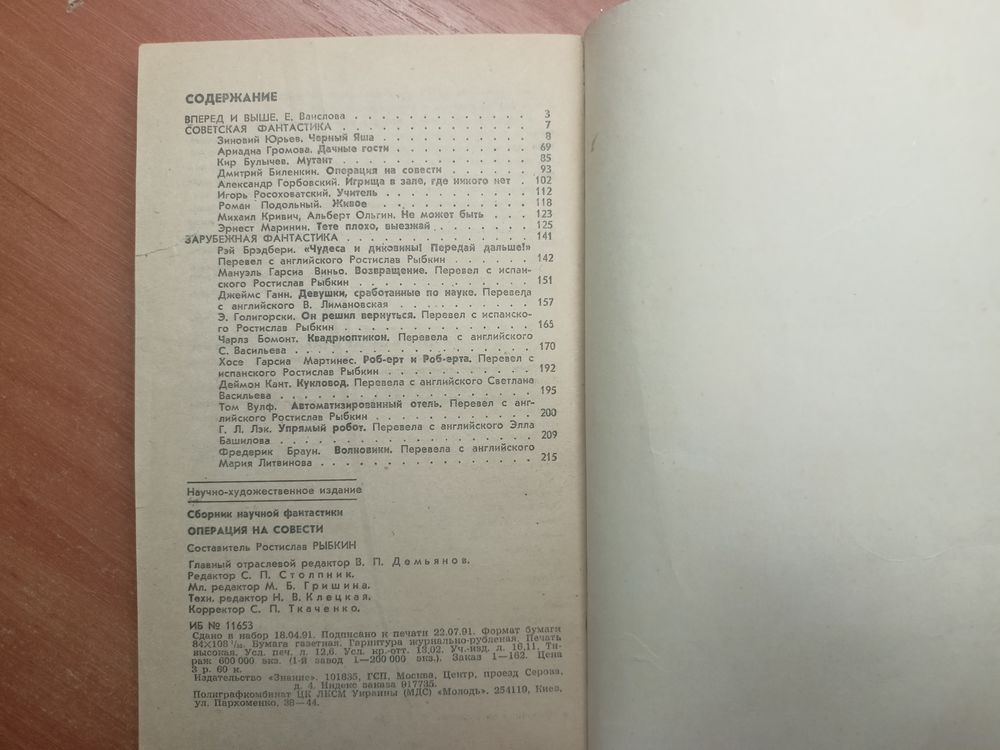 СОДЕРЖАНИЕ
ВПЕРЕД И ВЫШЕ. Е. Ваислова . . . . . . . . . . . . . 3
СОВЕТСКАЯ ФАНТАСТИКА . . . . . . . . . . . . . 7
Зиновий Юрьев. Черный Яша . . . . . . . . . . . 8
Ариадна Громова. Дачные гости . . . . . . . . . . 69
Кир Булычев. Мутант . . . . . . . . . . . . . . 85
Дмитрий Биленкин. Операция на совести . . . . . . 93
Александр Горбовский. Игрища в зале, где никого нет . 102
Игорь Росоховатский. Учитель . . . . . . . . . . . 112
Роман Подольный. Живое . . . . . . . . . . . . 118
Михаил Кривич, Альберт Ольгин. Не может быть . . . 123
Эрнест Маринин. Тете плохо, выезжай . . . . . . . 125
ЗАРУБЕЖНАЯ ФАНТАСТИКА . . . . . . . . . . . . . 141
Рэй Брэдбери. «Чудеса и диковины! Передай дальше!»
Перевел с английского Ростислав Рыбкин . . . . . . 142
Мануэль Гарсиа Виньо. Возвращение. Перевел с испан-
ского Ростислав Рыбкин . . . . . . . . . . . . . 151
Джеймс Ганн. Девушки, сработанные по науке. Перевела
с английского В. Лимановская . . . . . . . . . . 157
Э. Голигорски. Он решил вернуться. Перевел с испанско-
го Ростислав Рыбкин . . . . . . . . . . . . . . 165
Чарлз Бомонт. Квадриоптикон. Перевела с английского
С. Васильева . . . . . . . . . . . . . . . . . 170
Хосе Гарсиа Мартинес. Роб-ерт и Роб-ерта. Перевел с
испанского Ростислав Рыбкин . . . . . . . . . . . 192
Деймон Кант. Кукловод. Перевела с английского Светлана
Васильева . . . . . . . . . . . . . . . . . . 195
Том Вулф. Автоматизированный отель. Перевел с анг-
лийского Ростислав Рыбкин . . . . . . . . . . . . 200
Г. Л. Лэк. Упрямый робот. Перевела с английского Элла
Башилова . . . . . . . . . . . . . . . . . . . 209
Фредерик Браун. Волновики. Перевела с английского
Мария Литвинова . . . . . . . . . . . . . . . . 215
Научно-художественное издание
Сборник научной фантастики
ОПЕРАЦИЯ НА СОВЕСТИ
Составитель Ростислав РЫБКИН
Главный отраслевой редактор В. П. Демьянов.
Редактор С. П. Столпник.
Мл. редактор М. Б. Гришина.
Техн. редактор Н. В. Клецкая.
Корректор С. П. Ткаченко.
ИБ № 11653
Сдано в набор 18.04.91. Подписано к печати 22.07.91. Формат бумаги
84×108 1/32. Бумага газетная. Гарнитура журнально-рубленая. Печать
высокая. Усл. печ. л. 12,6. Усл. кр.-отт. 13,02. Уч.-изд. л. 16,11. Ти-
раж 600 000 экз. (1-й завод 1—200 000 экз.). Заказ 1—162. Цена
3 р. 60 к.
Издательство «Знание». 101835, ГСП, Москва, Центр, проезд Серова,
д. 4. Индекс заказа 917735.
Полиграфкомбинат ЦК ЛКСМ Украины (МДС) «Молодь». 254119, Киев,
ул. Пархоменко, 38—44.